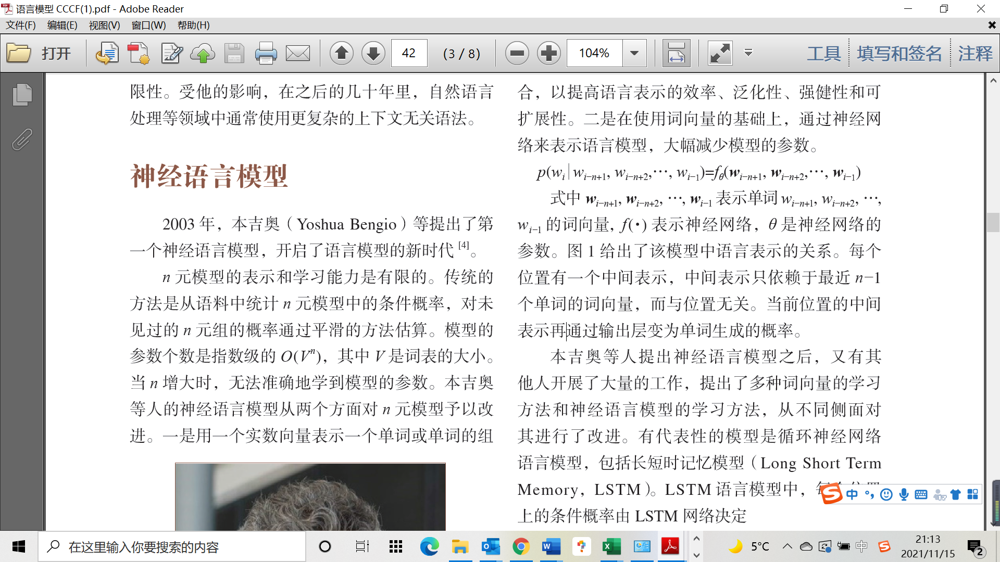 语言模型 CCCF(1).pdf - Adobe Reader
文件(F) 编辑(E) 视图(V) 窗口(W) 帮助(H)
打开 42 (3 / 8) 104% 工具 填写和签名 注释
限性。受他的影响，在之后的几十年里，自然语言
处理等领域中通常使用更复杂的上下文无关语法。
神经语言模型
2003 年，本吉奥（Yoshua Bengio）等提出了第
一个神经语言模型，开启了语言模型的新时代 [4]。
n 元模型的表示和学习能力是有限的。传统的
方法是从语料中统计 n 元模型中的条件概率，对未
见过的 n 元组的概率通过平滑的方法估算。模型的
参数个数是指数级的 O(Vⁿ)，其中 V 是词表的大小。
当 n 增大时，无法准确地学到模型的参数。本吉奥
等人的神经语言模型从两个方面对 n 元模型予以改
进。一是用一个实数向量表示一个单词或单词的组
合，以提高语言表示的效率、泛化性、强健性和可
扩展性。二是在使用词向量的基础上，通过神经网
络来表示语言模型，大幅减少模型的参数。
p(wi|wi−n+1, wi−n+2,⋯, wi−1)=fθ(wi−n+1, wi−n+2,⋯, wi−1)
式中 wi−n+1, wi−n+2, ⋯, wi−1 表示单词 wi−n+1, wi−n+2, ⋯,
wi−1 的词向量, f(·) 表示神经网络，θ 是神经网络的
参数。图 1 给出了该模型中语言表示的关系。每个
位置有一个中间表示，中间表示只依赖于最近 n−1
个单词的词向量，而与位置无关。当前位置的中间
表示再通过输出层变为单词生成的概率。
本吉奥等人提出神经语言模型之后，又有其
他人开展了大量的工作，提出了多种词向量的学习
方法和神经语言模型的学习方法，从不同侧面对
其进行了改进。有代表性的模型是循环神经网络
语言模型，包括长短时记忆模型（Long Short Term
Memory，LSTM）。LSTM 语言模型中，
上的条件概率由 LSTM 网络决定
中
在这里输入你要搜索的内容
5°C 中 21:13
2021/11/15 2